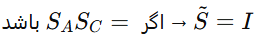 اگر $S_A S_C =$ باشد → $\tilde{S} = I$